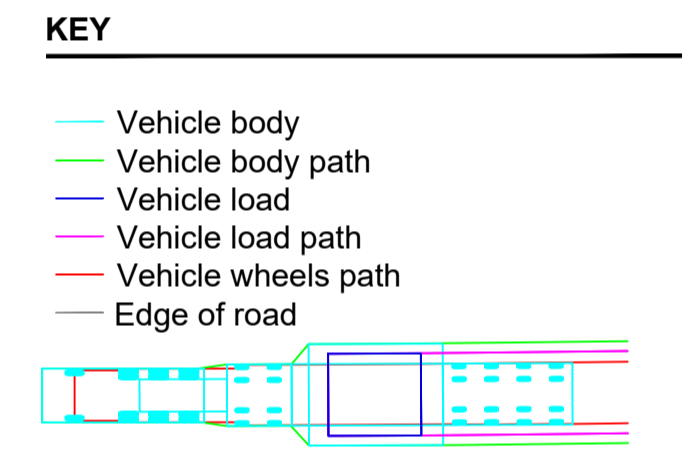 KEY
Vehicle body
Vehicle body path
Vehicle load
Vehicle load path
Vehicle wheels path
Edge of road